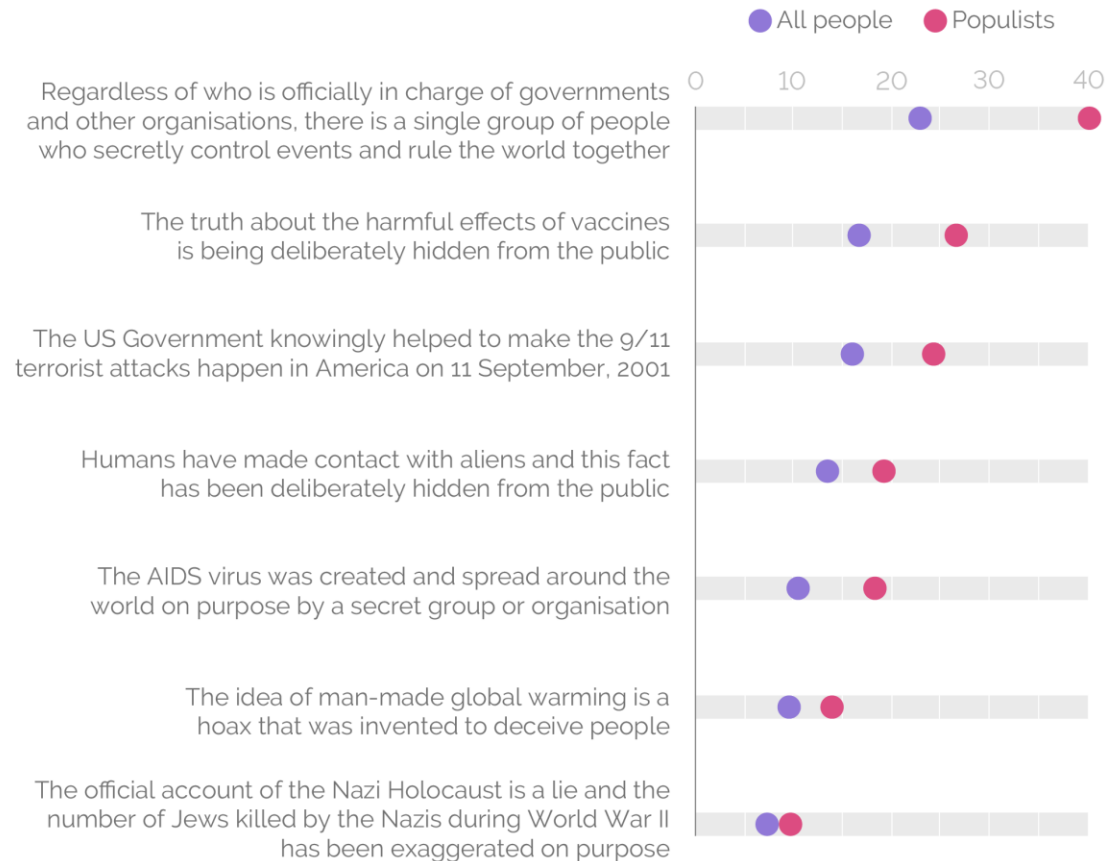 All people Populists
0 10 20 30 40
Regardless of who is officially in charge of governments
and other organisations, there is a single group of people
who secretly control events and rule the world together
The truth about the harmful effects of vaccines
is being deliberately hidden from the public
The US Government knowingly helped to make the 9/11
terrorist attacks happen in America on 11 September, 2001
Humans have made contact with aliens and this fact
has been deliberately hidden from the public
The AIDS virus was created and spread around the
world on purpose by a secret group or organisation
The idea of man-made global warming is a
hoax that was invented to deceive people
The official account of the Nazi Holocaust is a lie and the
number of Jews killed by the Nazis during World War II
has been exaggerated on purpose